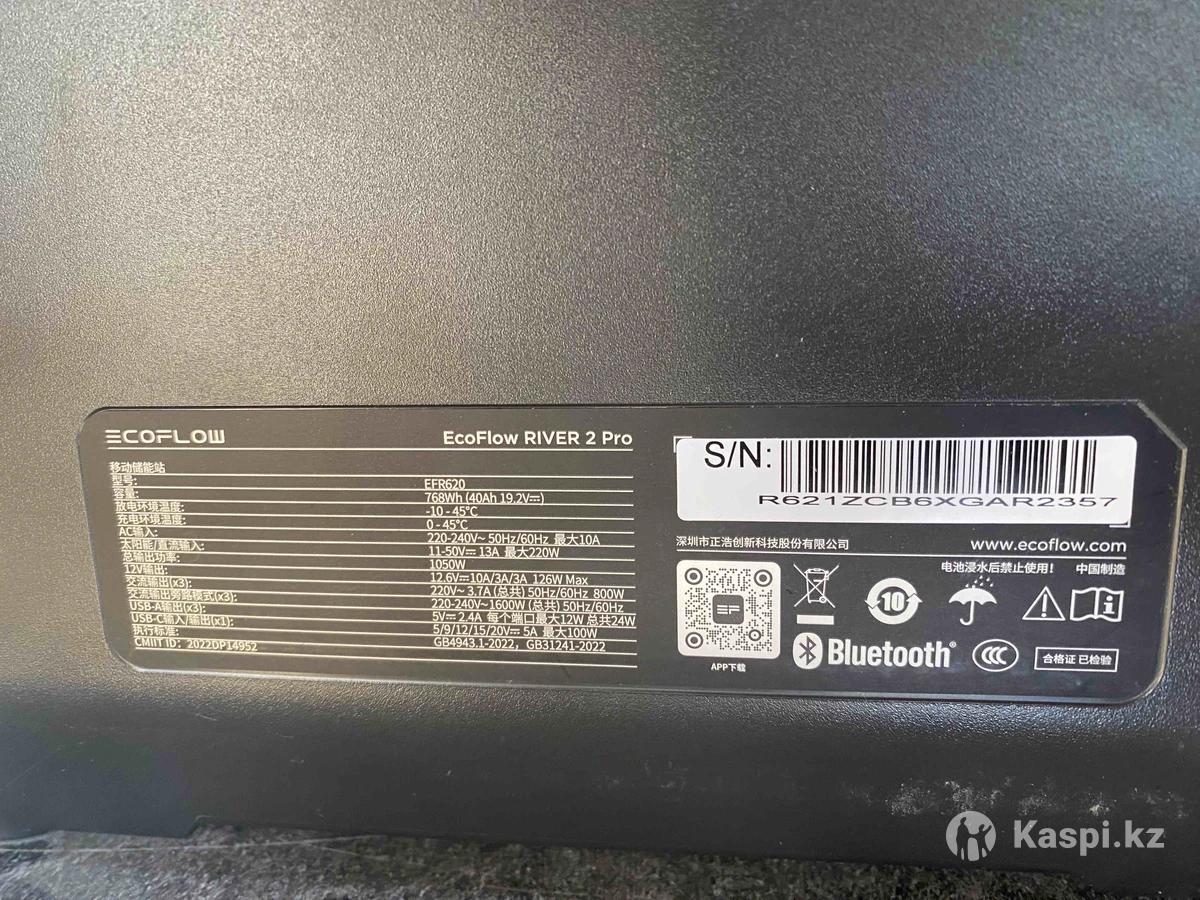 ECOFLOW
EcoFlow RIVER 2 Pro
移动储能站
型号: EFR620
容量: 768Wh (40Ah 19.2V⎓)
放电环境温度: -10 - 45°C
充电环境温度: 0 - 45°C
AC输入: 220-240V~ 50Hz/60Hz 最大10A
太阳能/直流输入: 11-50V⎓ 13A 最大220W
总输出功率: 1050W
12V输出: 12.6V⎓10A/3A/3A 126W Max
交流输出(x3): 220V~ 3.7A (总共) 50Hz/60Hz 800W
交流输出旁路模式(x3): 220-240V~1600W (总共) 50Hz/60Hz
USB-A输出(x3): 5V⎓ 2.4A 每个端口最大12W 总共24W
USB-C输入/输出(x1): 5/9/12/15/20V⎓ 5A 最大100W
执行标准: GB4943.1-2022, GB31241-2022
CMIIT ID: 2022DP14952
S/N:
R621ZCB6XGAR2357
深圳市正浩创新科技股份有限公司
www.ecoflow.com
电池浸水后禁止使用! 中国制造
EF
10
APP下载
Bluetooth®
CCC
合格证 已检验
Kaspi.kz